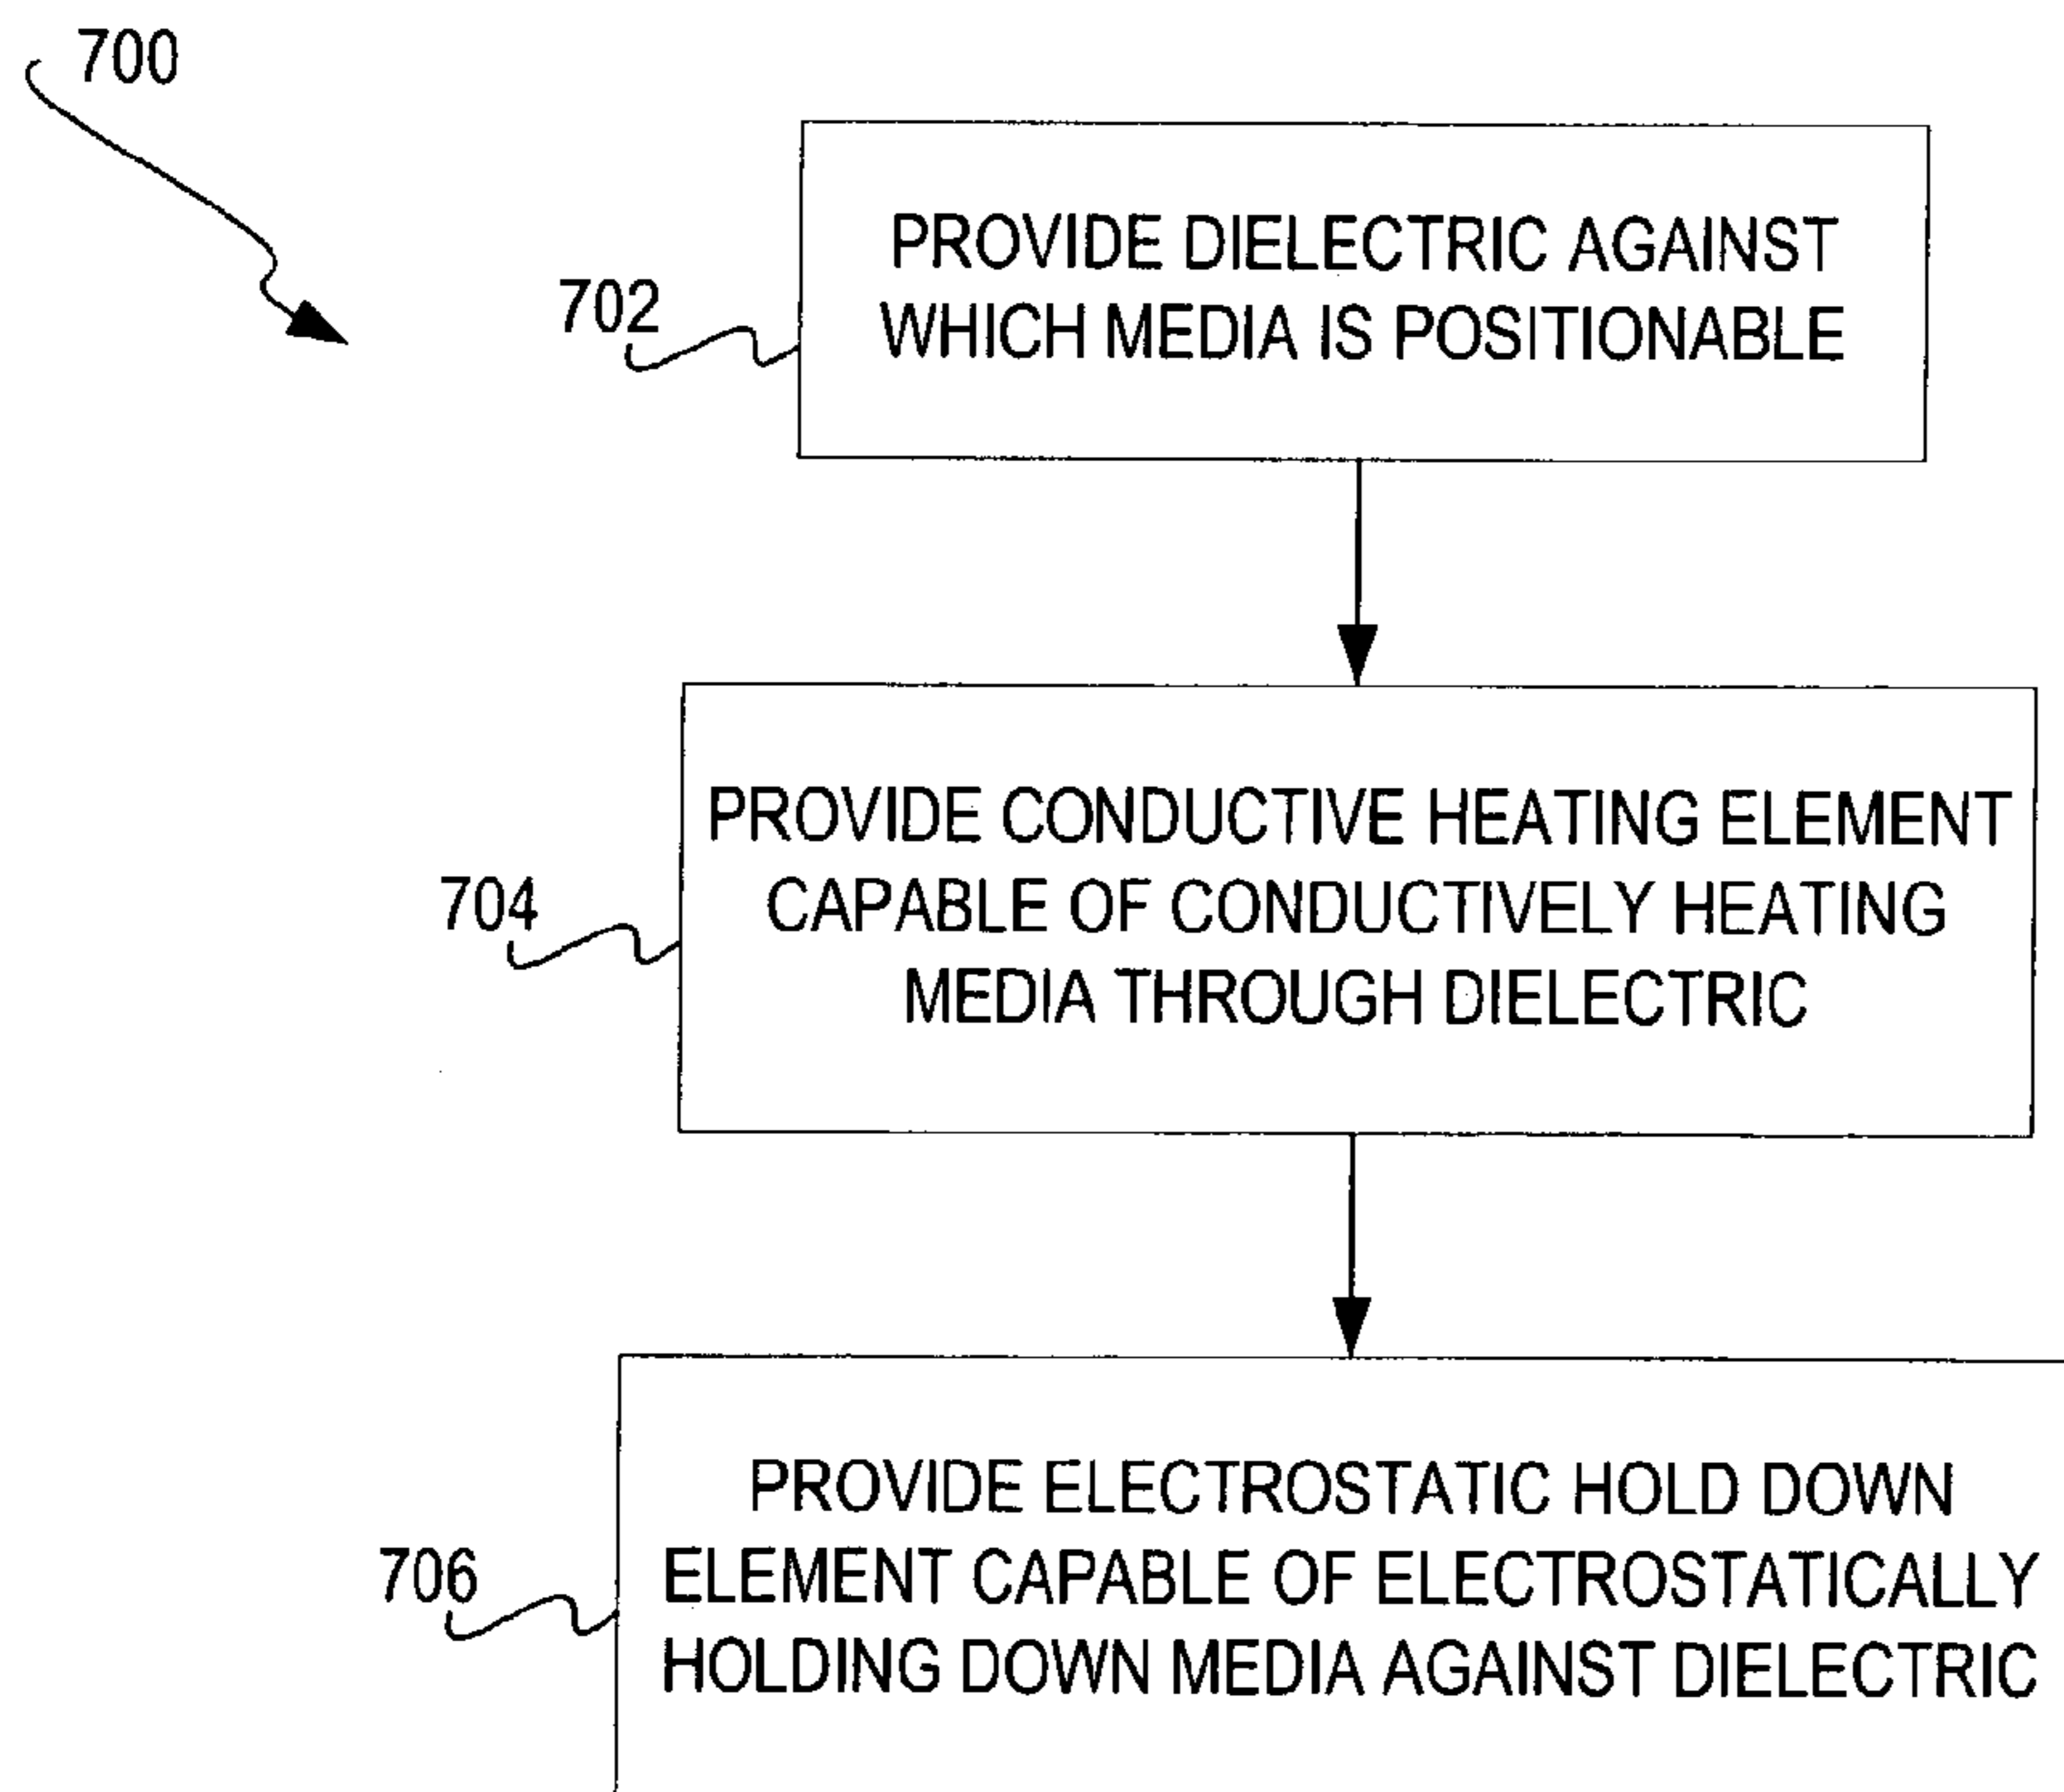 700
702
PROVIDE DIELECTRIC AGAINST
WHICH MEDIA IS POSITIONABLE
704
PROVIDE CONDUCTIVE HEATING ELEMENT
CAPABLE OF CONDUCTIVELY HEATING
MEDIA THROUGH DIELECTRIC
706
PROVIDE ELECTROSTATIC HOLD DOWN
ELEMENT CAPABLE OF ELECTROSTATICALLY
HOLDING DOWN MEDIA AGAINST DIELECTRIC